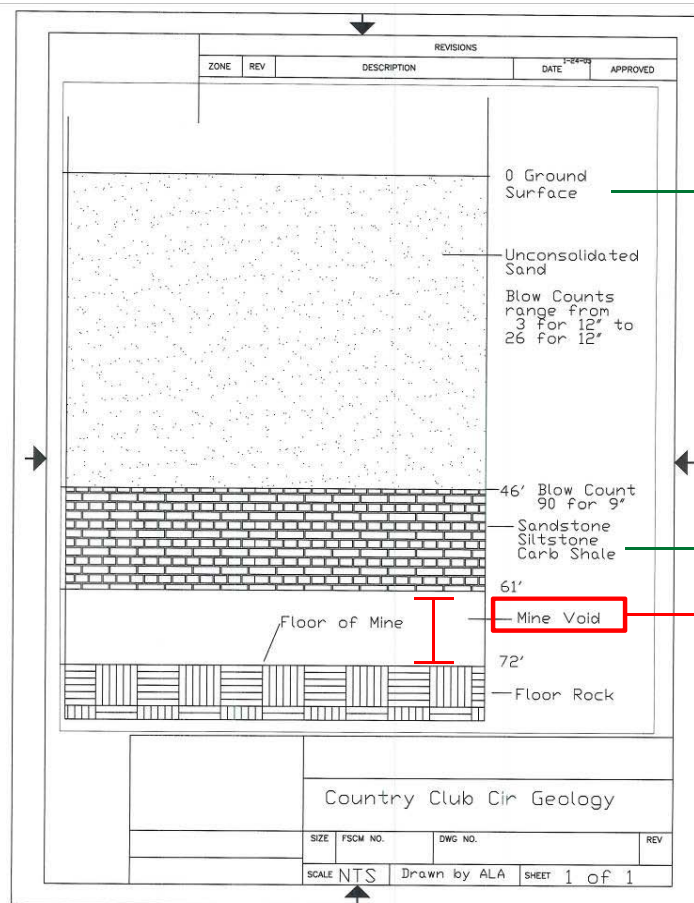 REVISIONS
ZONE REV DESCRIPTION DATE APPROVED
1-24-03
0 Ground
Surface
Unconsolidated
Sand
Blow Counts
range from
3 for 12" to
26 for 12"
46' Blow Count
90 for 9"
Sandstone
Siltstone
Carb Shale
61'
Floor of Mine
Mine Void
72'
Floor Rock
Country Club Cir Geology
SIZE FSCM NO. DWG NO. REV
SCALE NTS Drawn by ALA SHEET 1 of 1